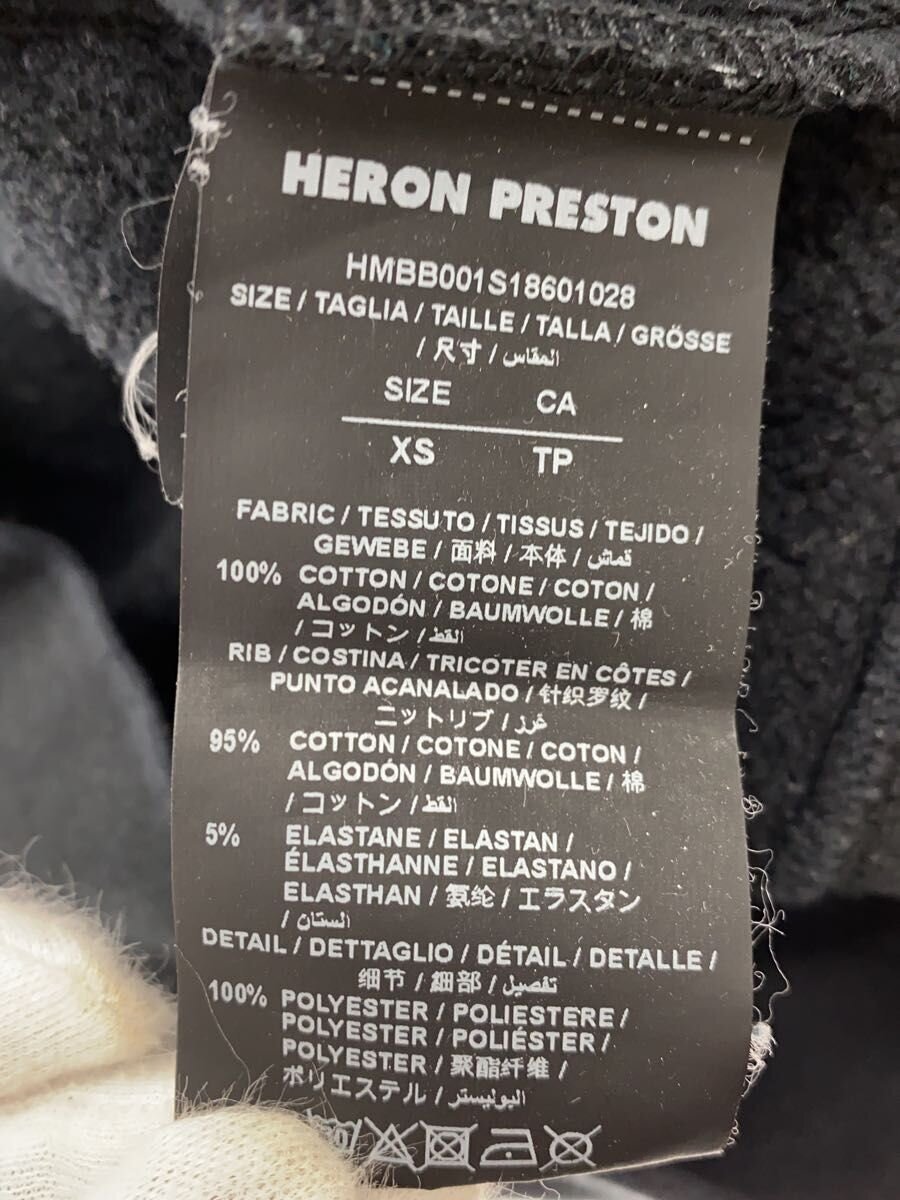 HERON PRESTON
HMBB001S18601028
SIZE / TAGLIA / TAILLE / TALLA / GRÖSSE
/ 尺寸 / المقاس
SIZE CA
XS TP
FABRIC / TESSUTO / TISSUS / TEJIDO /
GEWEBE / 面料 / 本体 / قماش
100% COTTON / COTONE / COTON /
ALGODÓN / BAUMWOLLE / 棉
/ コットン / القط
RIB / COSTINA / TRICOTER EN CÔTES /
PUNTO ACANALADO / 针织罗纹 /
ニットリブ / غرز
95% COTTON / COTONE / COTON /
ALGODÓN / BAUMWOLLE / 棉
/ コットン / القط
5% ELASTANE / ELASTAN /
ÉLASTHANNE / ELASTANO /
ELASTHAN / 氨纶 / エラスタン
/ الستان
DETAIL / DETTAGLIO / DÉTAIL / DETALLE /
细节 / 細部 / تفصيل
100% POLYESTER / POLIESTERE /
POLYESTER / POLIÉSTER /
POLYESTER / 聚酯纤维 /
ポリエステル / البوليستر